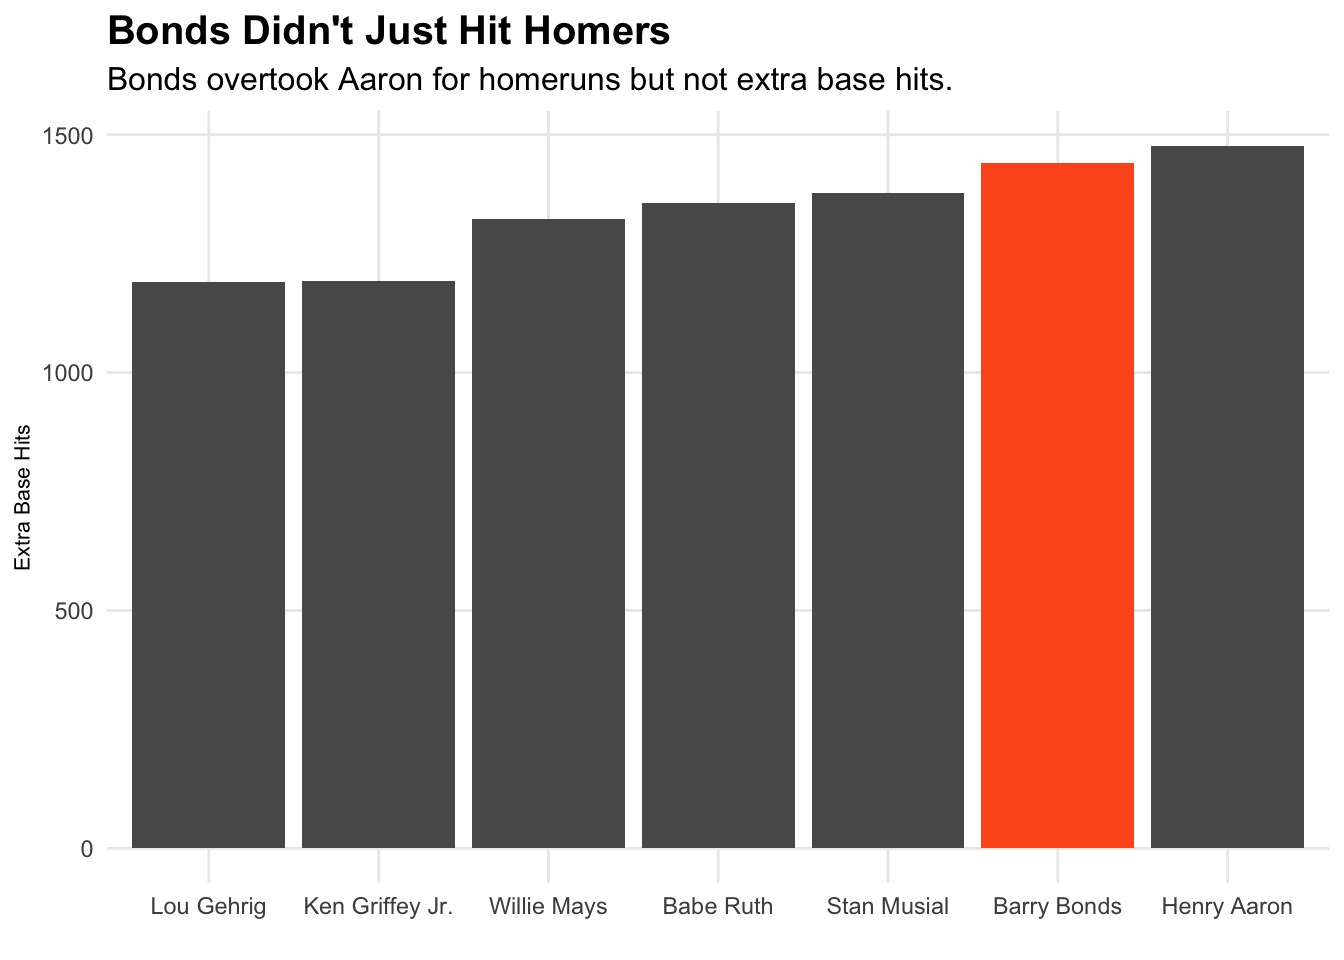 Bonds Didn't Just Hit Homers
Bonds overtook Aaron for homeruns but not extra base hits.
1500
1000
500
0
Extra Base Hits
Lou Gehrig
Ken Griffey Jr.
Willie Mays
Babe Ruth
Stan Musial
Barry Bonds
Henry Aaron